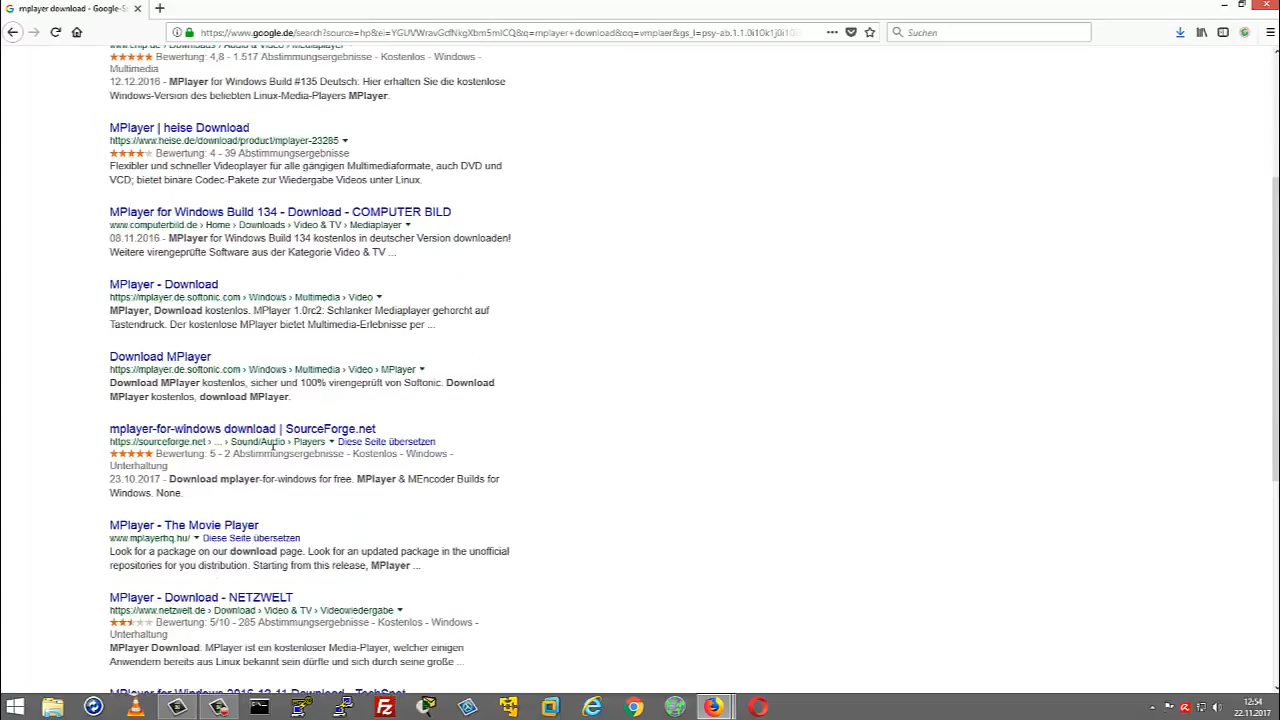 mplayer download - Google-S
https://www.google.de/search?source=hp&ei=
Suchen
www.chip.de › Downloads › Audio & Video › Mediaplayer
Bewertung: 4,8 - 1.517 Abstimmungsergebnisse - Kostenlos - Windows -
Multimedia
12.12.2016 - MPlayer for Windows Build #135 Deutsch: Hier erhalten Sie die kostenlose
Windows-Version des beliebten Linux-Media-Players MPlayer.
MPlayer | heise Download
https://www.heise.de/download/product/mplayer-23285
Bewertung: 4 - 39 Abstimmungsergebnisse
Flexibler und schneller Videoplayer für alle gängigen Multimediaformate, auch DVD und
VCD; bietet binäre Codec-Pakete zur Wiedergabe Videos unter Linux.
MPlayer for Windows Build 134 - Download - COMPUTER BILD
www.computerbild.de › Home › Downloads › Video & TV › Mediaplayer
08.11.2016 - MPlayer for Windows Build 134 kostenlos in deutscher Version downloaden!
Weitere virengeprüfte Software aus der Kategorie Video & TV ...
MPlayer - Download
https://mplayer.de.softonic.com › Windows › Multimedia › Video
MPlayer, Download kostenlos. MPlayer 1.0rc2: Schlanker Mediaplayer gehorcht auf
Tastendruck. Der kostenlose MPlayer bietet Multimedia-Erlebnisse per ...
Download MPlayer
https://mplayer.de.softonic.com › Windows › Multimedia › Video › MPlayer
Download MPlayer kostenlos, sicher und 100% virengeprüft von Softonic. Download
MPlayer kostenlos, download MPlayer.
mplayer-for-windows download | SourceForge.net
https://sourceforge.net › ... › Sound/Audio › Players Diese Seite übersetzen
Bewertung: 5 - 2 Abstimmungsergebnisse - Kostenlos - Windows -
Unterhaltung
23.10.2017 - Download mplayer-for-windows for free. MPlayer & MEncoder Builds for
Windows. None.
MPlayer - The Movie Player
www.mplayerhq.hu/ Diese Seite übersetzen
Look for a package on our download page. Look for an updated package in the unofficial
repositories for you distribution. Starting from this release, MPlayer ...
MPlayer - Download - NETZWELT
https://www.netzwelt.de › Download › Video & TV › Videowiedergabe
Bewertung: 5/10 - 285 Abstimmungsergebnisse - Kostenlos - Windows -
Unterhaltung
MPlayer Download. MPlayer ist ein kostenloser Media-Player, welcher einigen
Anwendern bereits aus Linux bekannt sein dürfte und sich durch seine große ...
MPlayer for Windows 2016-12-11 Download - TechSpot
12:54
22.11.2017